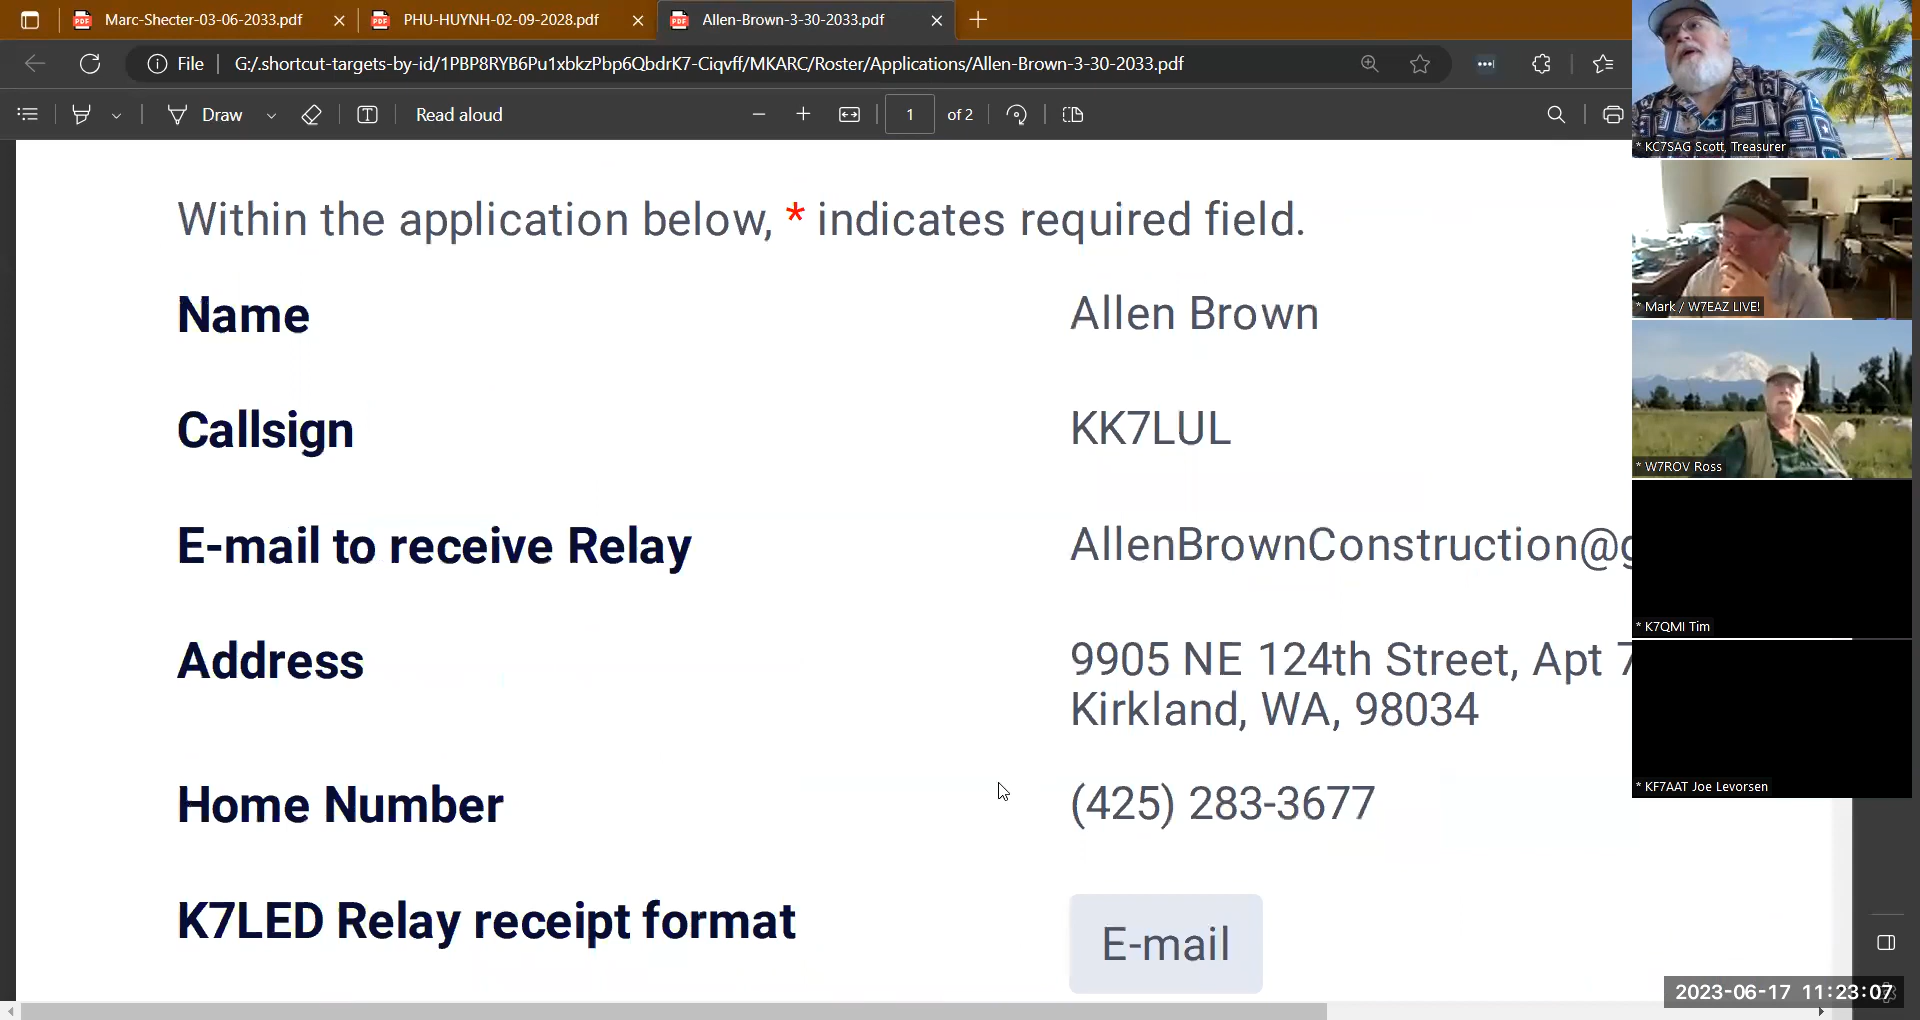 Marc-Shecter-03-06-2033.pdf
PHU-HUYNH-02-09-2028.pdf
Allen-Brown-3-30-2033.pdf
File
G:/.shortcut-targets-by-id/1PBP8RYB6Pu1xbkzPbp6QbdrK7-Ciqvff/MKARC/Roster/Applications/Allen-Brown-3-30-2033.pdf
Draw
Read aloud
1 of 2
Within the application below, * indicates required field.
Name Allen Brown
Callsign KK7LUL
E-mail to receive Relay AllenBrownConstruction@g
Address 9905 NE 124th Street, Apt 7
Kirkland, WA, 98034
Home Number (425) 283-3677
K7LED Relay receipt format E-mail
* KC7SAG Scott, Treasurer
* Mark / W7EAZ LIVE!
* W7ROV Ross
* K7QMI Tim
* KF7AAT Joe Levorsen
2023-06-17 11:23:07